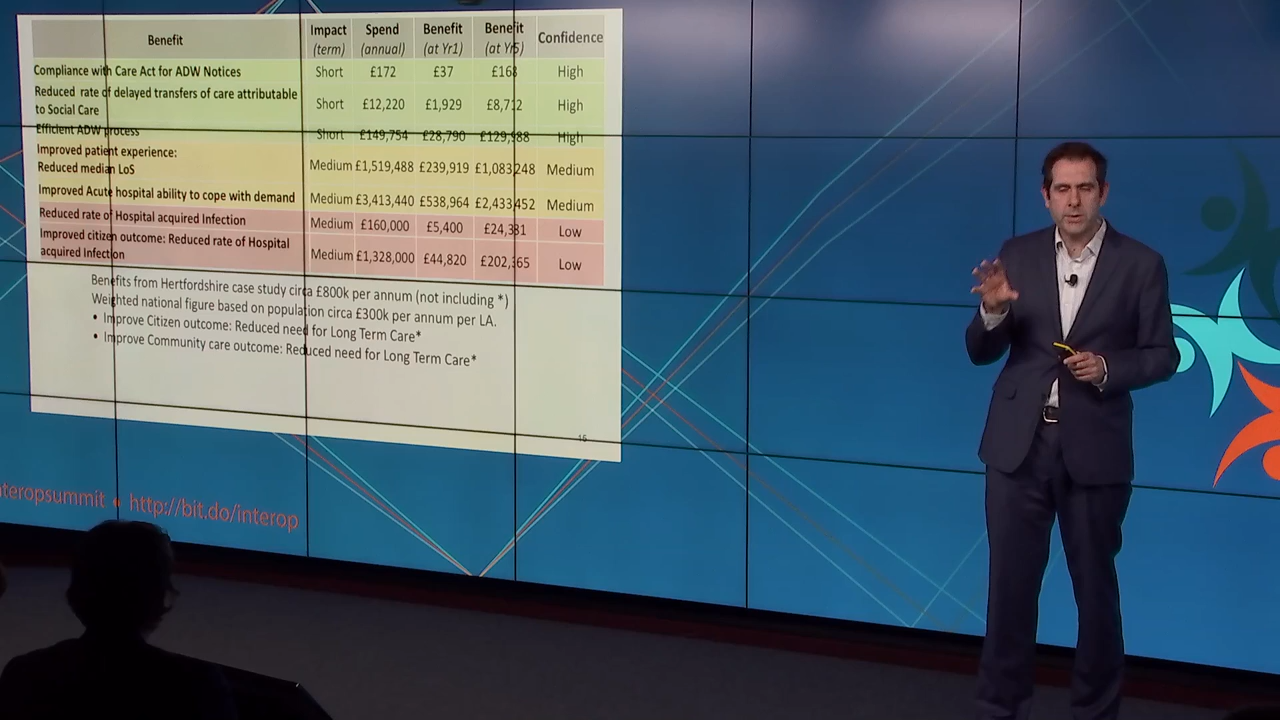 Benefit Impact (term) Spend (annual) Benefit (at Yr1) Benefit (at Yr5) Confidence
Compliance with Care Act for ADW Notices Short £172 £37 £168 High
Reduced rate of delayed transfers of care attributable to Social Care Short £12,220 £1,929 £8,712 High
Efficient ADW process Short £149,754 £28,790 £129,988 High
Improved patient experience: Reduced median LoS Medium £1,519,488 £239,919 £1,083,248 Medium
Improved Acute hospital ability to cope with demand Medium £3,413,440 £538,964 £2,433,452 Medium
Reduced rate of Hospital acquired Infection Medium £160,000 £5,400 £24,381 Low
Improved citizen outcome: Reduced rate of Hospital acquired Infection Medium £1,328,000 £44,820 £202,365 Low
Benefits from Hertfordshire case study circa £800k per annum (not including *)
Weighted national figure based on population circa £300k per annum per LA.
• Improve Citizen outcome: Reduced need for Long Term Care*
• Improve Community care outcome: Reduced need for Long Term Care*
nteropsummit • http://bit.do/interop